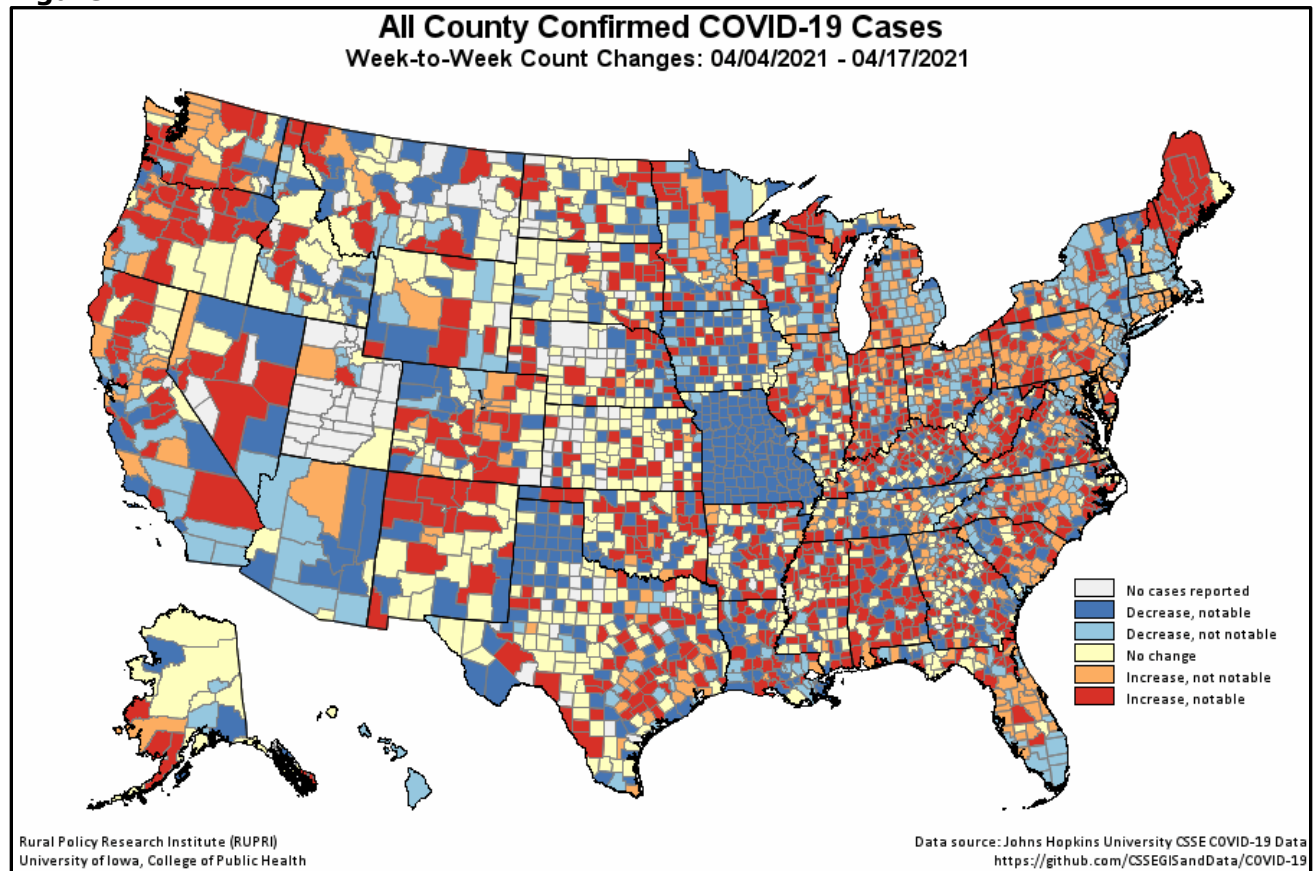 All County Confirmed COVID-19 Cases
Week-to-Week Count Changes: 04/04/2021 - 04/17/2021
No cases reported
Decrease, notable
Decrease, not notable
No change
Increase, not notable
Increase, notable
Rural Policy Research Institute (RUPRI)
University of Iowa, College of Public Health
Data source: Johns Hopkins University CSSE COVID-19 Data
https://github.com/CSSEGISandData/COVID-19